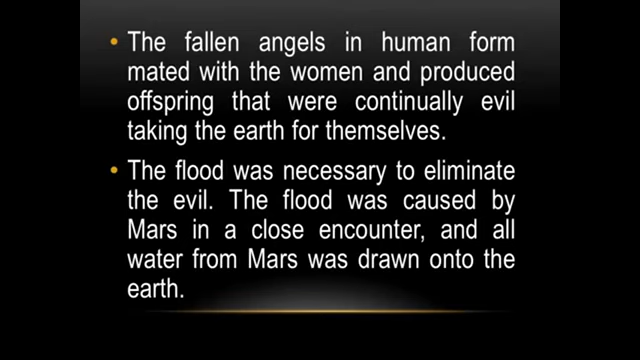 • The fallen angels in human form
mated with the women and produced
offspring that were continually evil
taking the earth for themselves.
• The flood was necessary to eliminate
the evil. The flood was caused by
Mars in a close encounter, and all
water from Mars was drawn onto the
earth.